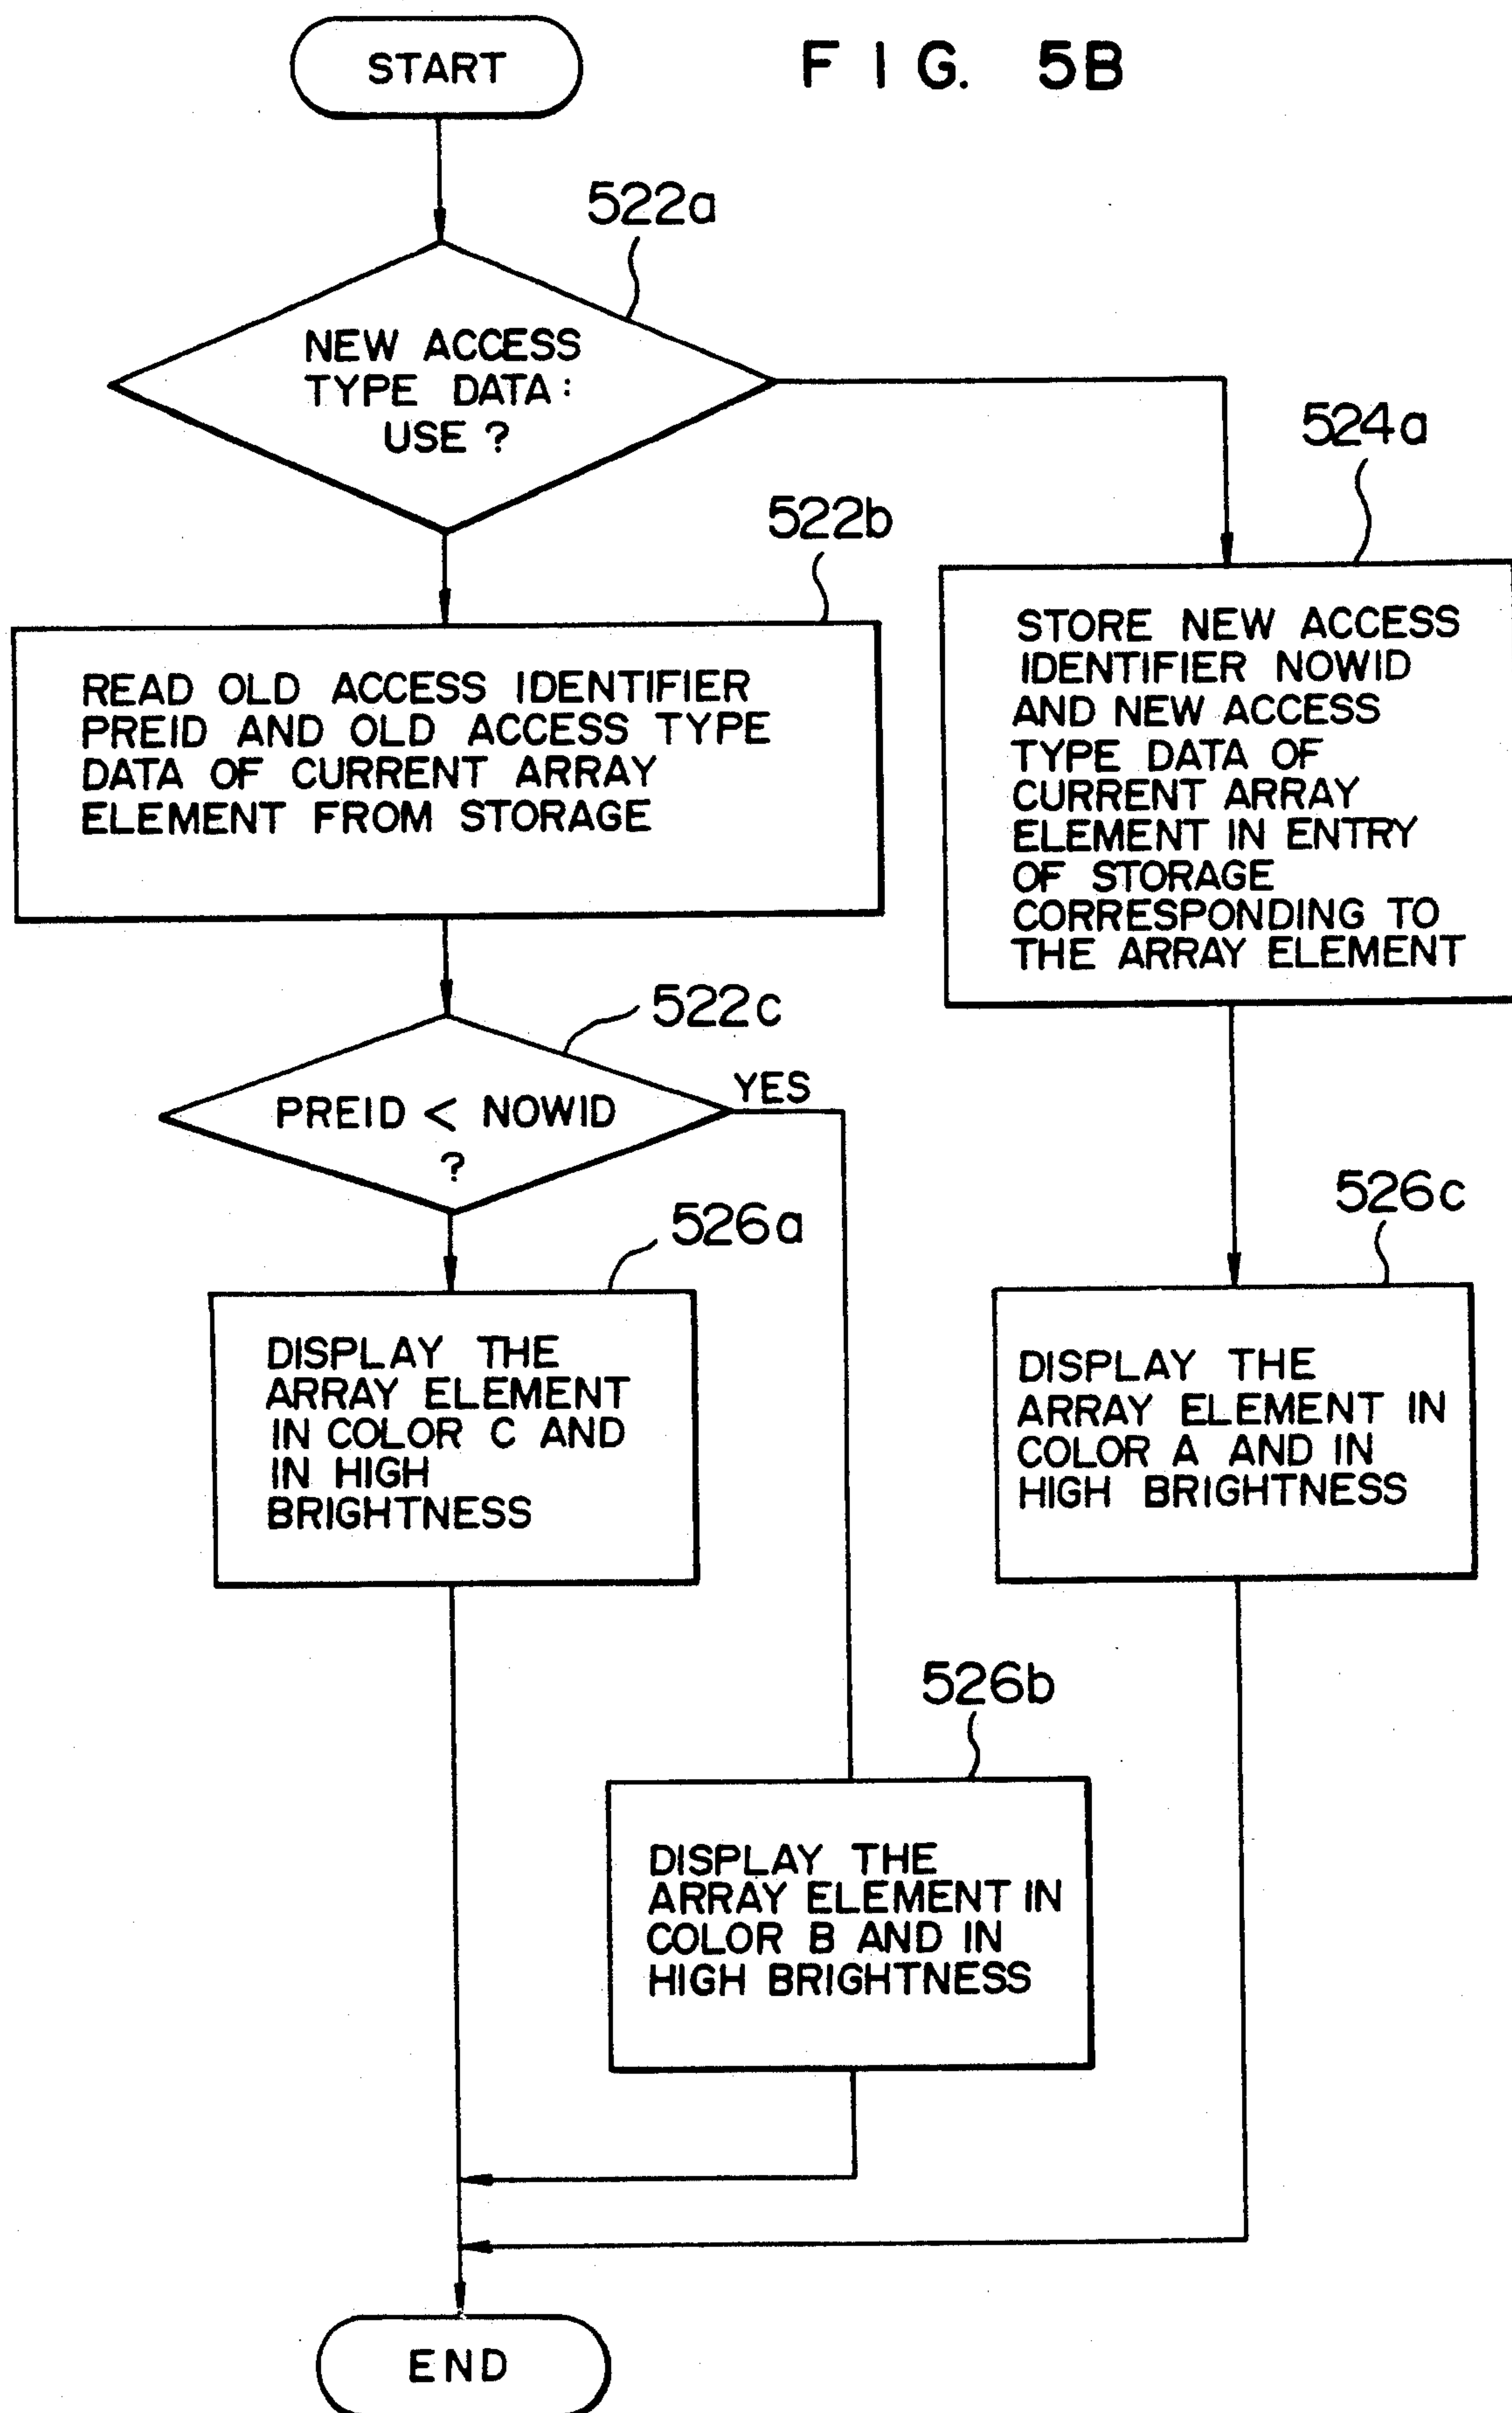 START
FIG. 5B
522a
NEW ACCESS
TYPE DATA:
USE ?
524a
522b
STORE NEW ACCESS
IDENTIFIER NOWID
AND NEW ACCESS
TYPE DATA OF
CURRENT ARRAY
ELEMENT IN ENTRY
OF STORAGE
CORRESPONDING TO
THE ARRAY ELEMENT
READ OLD ACCESS IDENTIFIER
PREID AND OLD ACCESS TYPE
DATA OF CURRENT ARRAY
ELEMENT FROM STORAGE
522c
PREID < NOWID
?
YES
526a
526c
DISPLAY THE
ARRAY ELEMENT
IN COLOR C AND
IN HIGH
BRIGHTNESS
DISPLAY THE
ARRAY ELEMENT IN
COLOR A AND IN
HIGH BRIGHTNESS
526b
DISPLAY THE
ARRAY ELEMENT IN
COLOR B AND IN
HIGH BRIGHTNESS
END